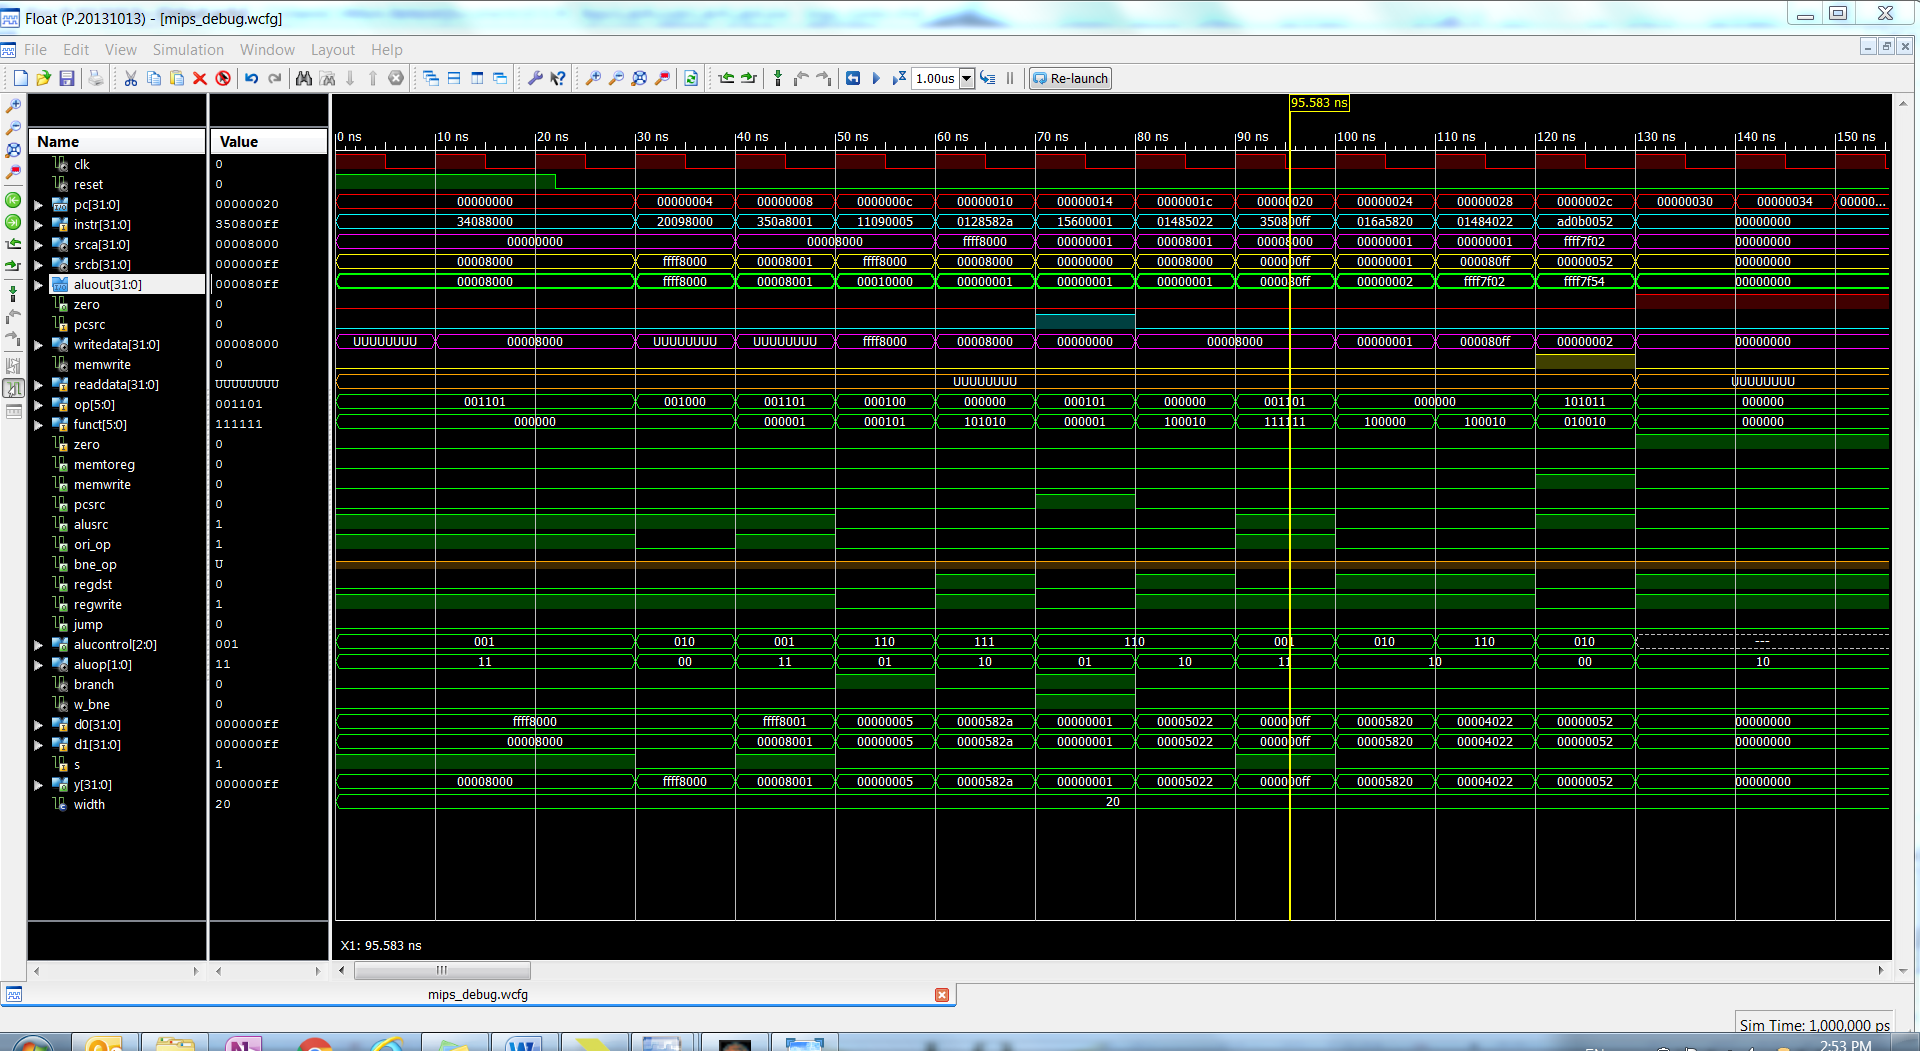 Float (P.20131013) - [mips_debug.wcfg]
File Edit View Simulation Window Layout Help
1.00us Re-launch
95.583 ns
Name Value
0 ns 10 ns 20 ns 30 ns 40 ns 50 ns 60 ns 70 ns 80 ns 90 ns 100 ns 110 ns 120 ns 130 ns 140 ns 150 ns
clk 0
reset 0
pc[31:0] 00000020 00000000 00000004 00000008 0000000c 00000010 00000014 0000001c 00000020 00000024 00000028 0000002c 00000030 00000034 00000...
instr[31:0] 350800ff 34088000 20098000 350a8001 11090005 0128582a 15600001 01485022 350800ff 016a5820 01484022 ad0b0052 00000000
srca[31:0] 00008000 00000000 00008000 ffff8000 00000001 00008001 00008000 00000001 00000001 ffff7f02 00000000
srcb[31:0] 000000ff 00008000 ffff8000 00008001 ffff8000 00008000 00000000 00008000 000000ff 00000001 000080ff 00000052 00000000
aluout[31:0] 000080ff 00008000 ffff8000 00008001 00010000 00000001 00000001 00000001 000080ff 00000002 ffff7f02 ffff7f54 00000000
zero 0
pcsrc 0
writedata[31:0] 00008000 UUUUUUUU 00008000 UUUUUUUU UUUUUUUU ffff8000 00008000 00000000 00008000 00000001 000080ff 00000002 00000000
memwrite 0
readdata[31:0] UUUUUUUU UUUUUUUU UUUUUUUU
op[5:0] 001101 001101 001000 001101 000100 000000 000101 000000 001101 000000 101011 000000
funct[5:0] 111111 000000 000001 000101 101010 000001 100010 111111 100000 100010 010010 000000
zero 0
memtoreg 0
memwrite 0
pcsrc 0
alusrc 1
ori_op 1
bne_op U
regdst 0
regwrite 1
jump 0
alucontrol[2:0] 001 001 010 001 110 111 110 001 010 110 010 ---
aluop[1:0] 11 11 00 11 01 10 01 10 11 10 00 10
branch 0
w_bne 0
d0[31:0] 000000ff ffff8000 ffff8001 00000005 0000582a 00000001 00005022 000000ff 00005820 00004022 00000052 00000000
d1[31:0] 000000ff 00008000 00008001 00000005 0000582a 00000001 00005022 000000ff 00005820 00004022 00000052 00000000
s 1
y[31:0] 000000ff 00008000 ffff8000 00008001 00000005 0000582a 00000001 00005022 000000ff 00005820 00004022 00000052 00000000
width 20 20
X1: 95.583 ns
mips_debug.wcfg
Sim Time: 1,000,000 ps
2:53 PM